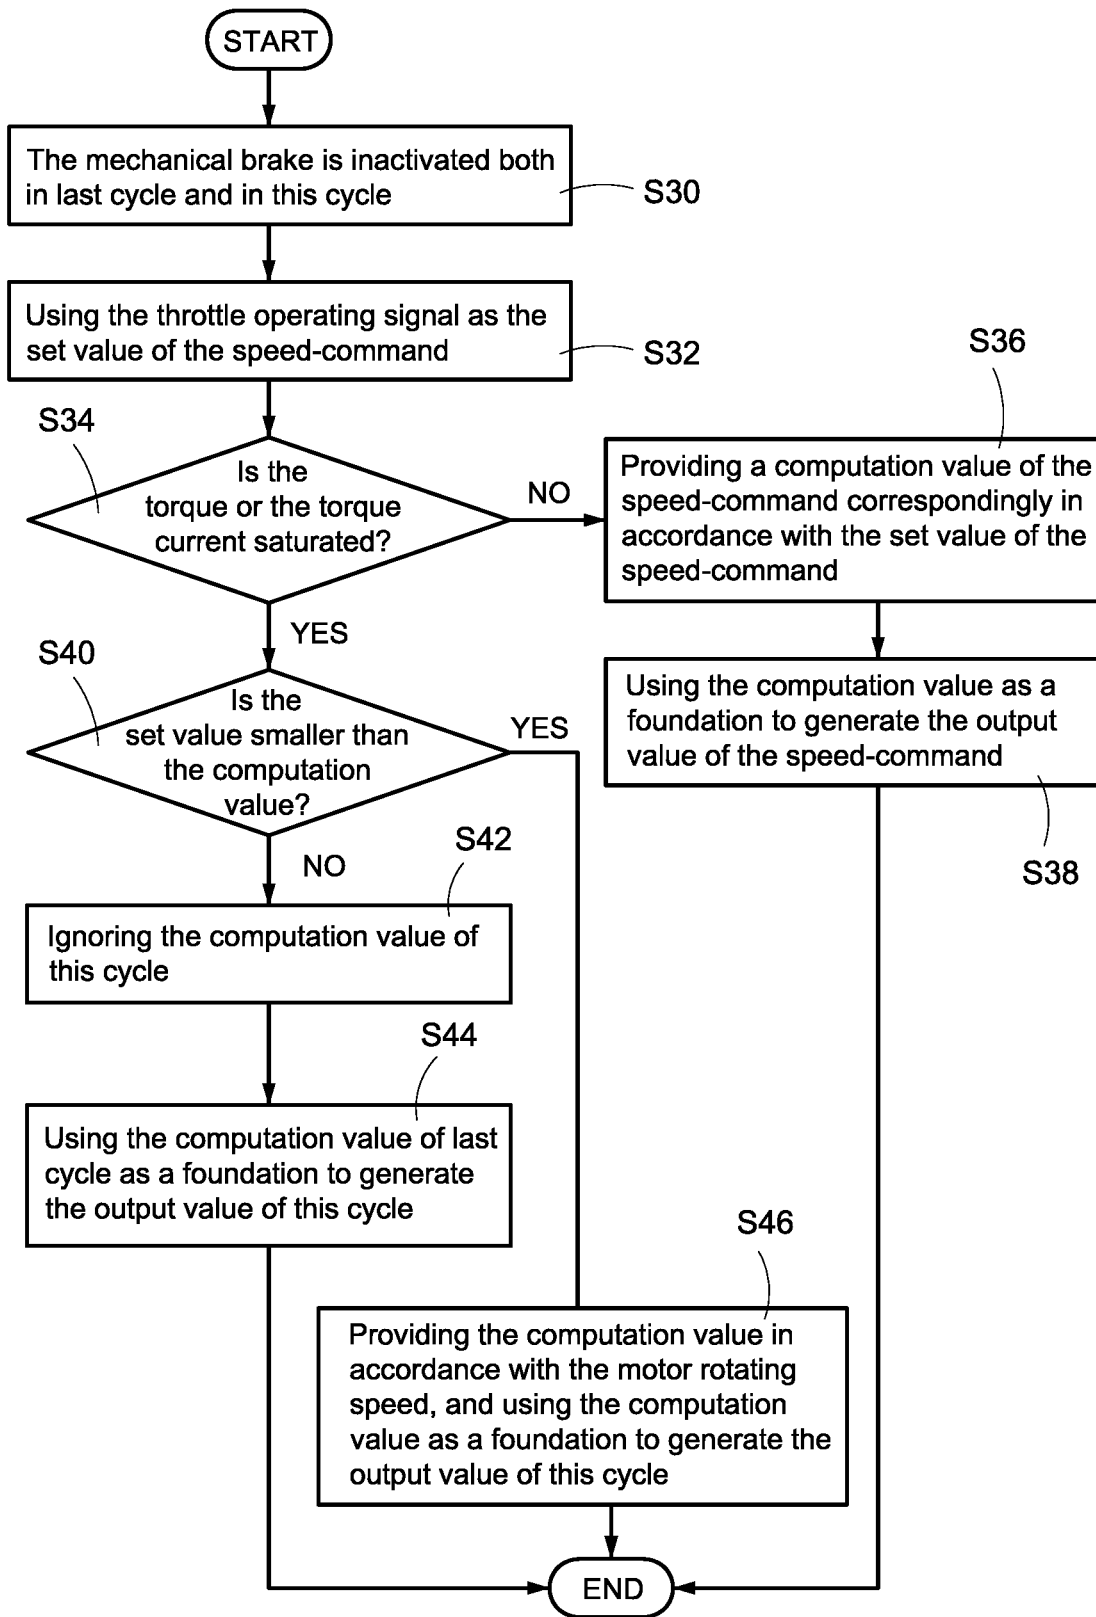 START
The mechanical brake is inactivated both
in last cycle and in this cycle
S30
Using the throttle operating signal as the
set value of the speed-command
S32
S34
Is the
torque or the torque
current saturated?
NO
YES
S36
Providing a computation value of the
speed-command correspondingly in
accordance with the set value of the
speed-command
Using the computation value as a
foundation to generate the output
value of the speed-command
S38
S40
Is the
set value smaller than
the computation
value?
YES
NO
S42
Ignoring the computation value of
this cycle
S44
Using the computation value of last
cycle as a foundation to generate
the output value of this cycle
S46
Providing the computation value in
accordance with the motor rotating
speed, and using the computation
value as a foundation to generate the
output value of this cycle
END